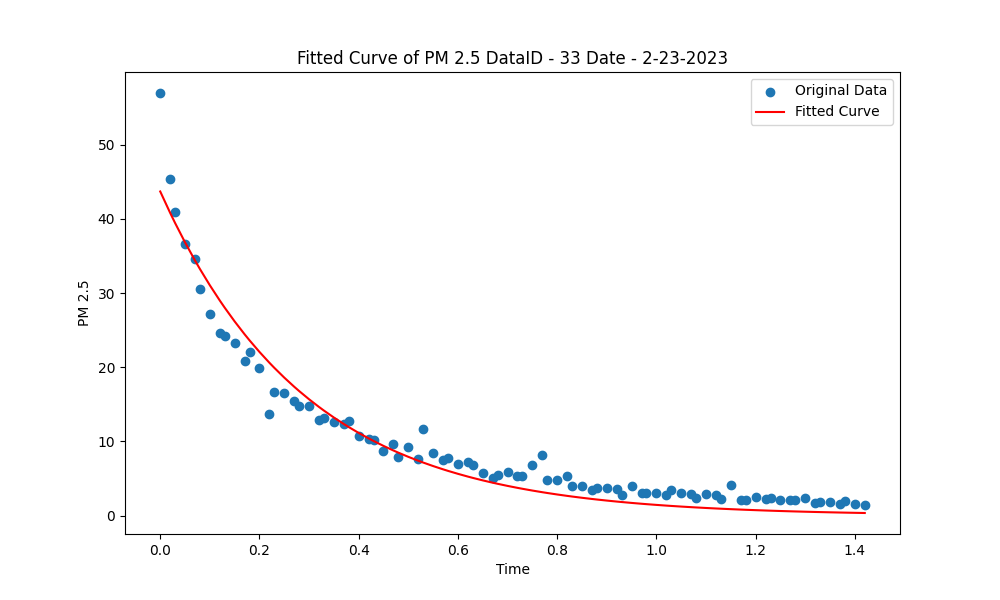 Fitted Curve of PM 2.5 DataID - 33 Date - 2-23-2023
Original Data
Fitted Curve
PM 2.5
50
40
30
20
10
0
0.0 0.2 0.4 0.6 0.8 1.0 1.2 1.4
Time